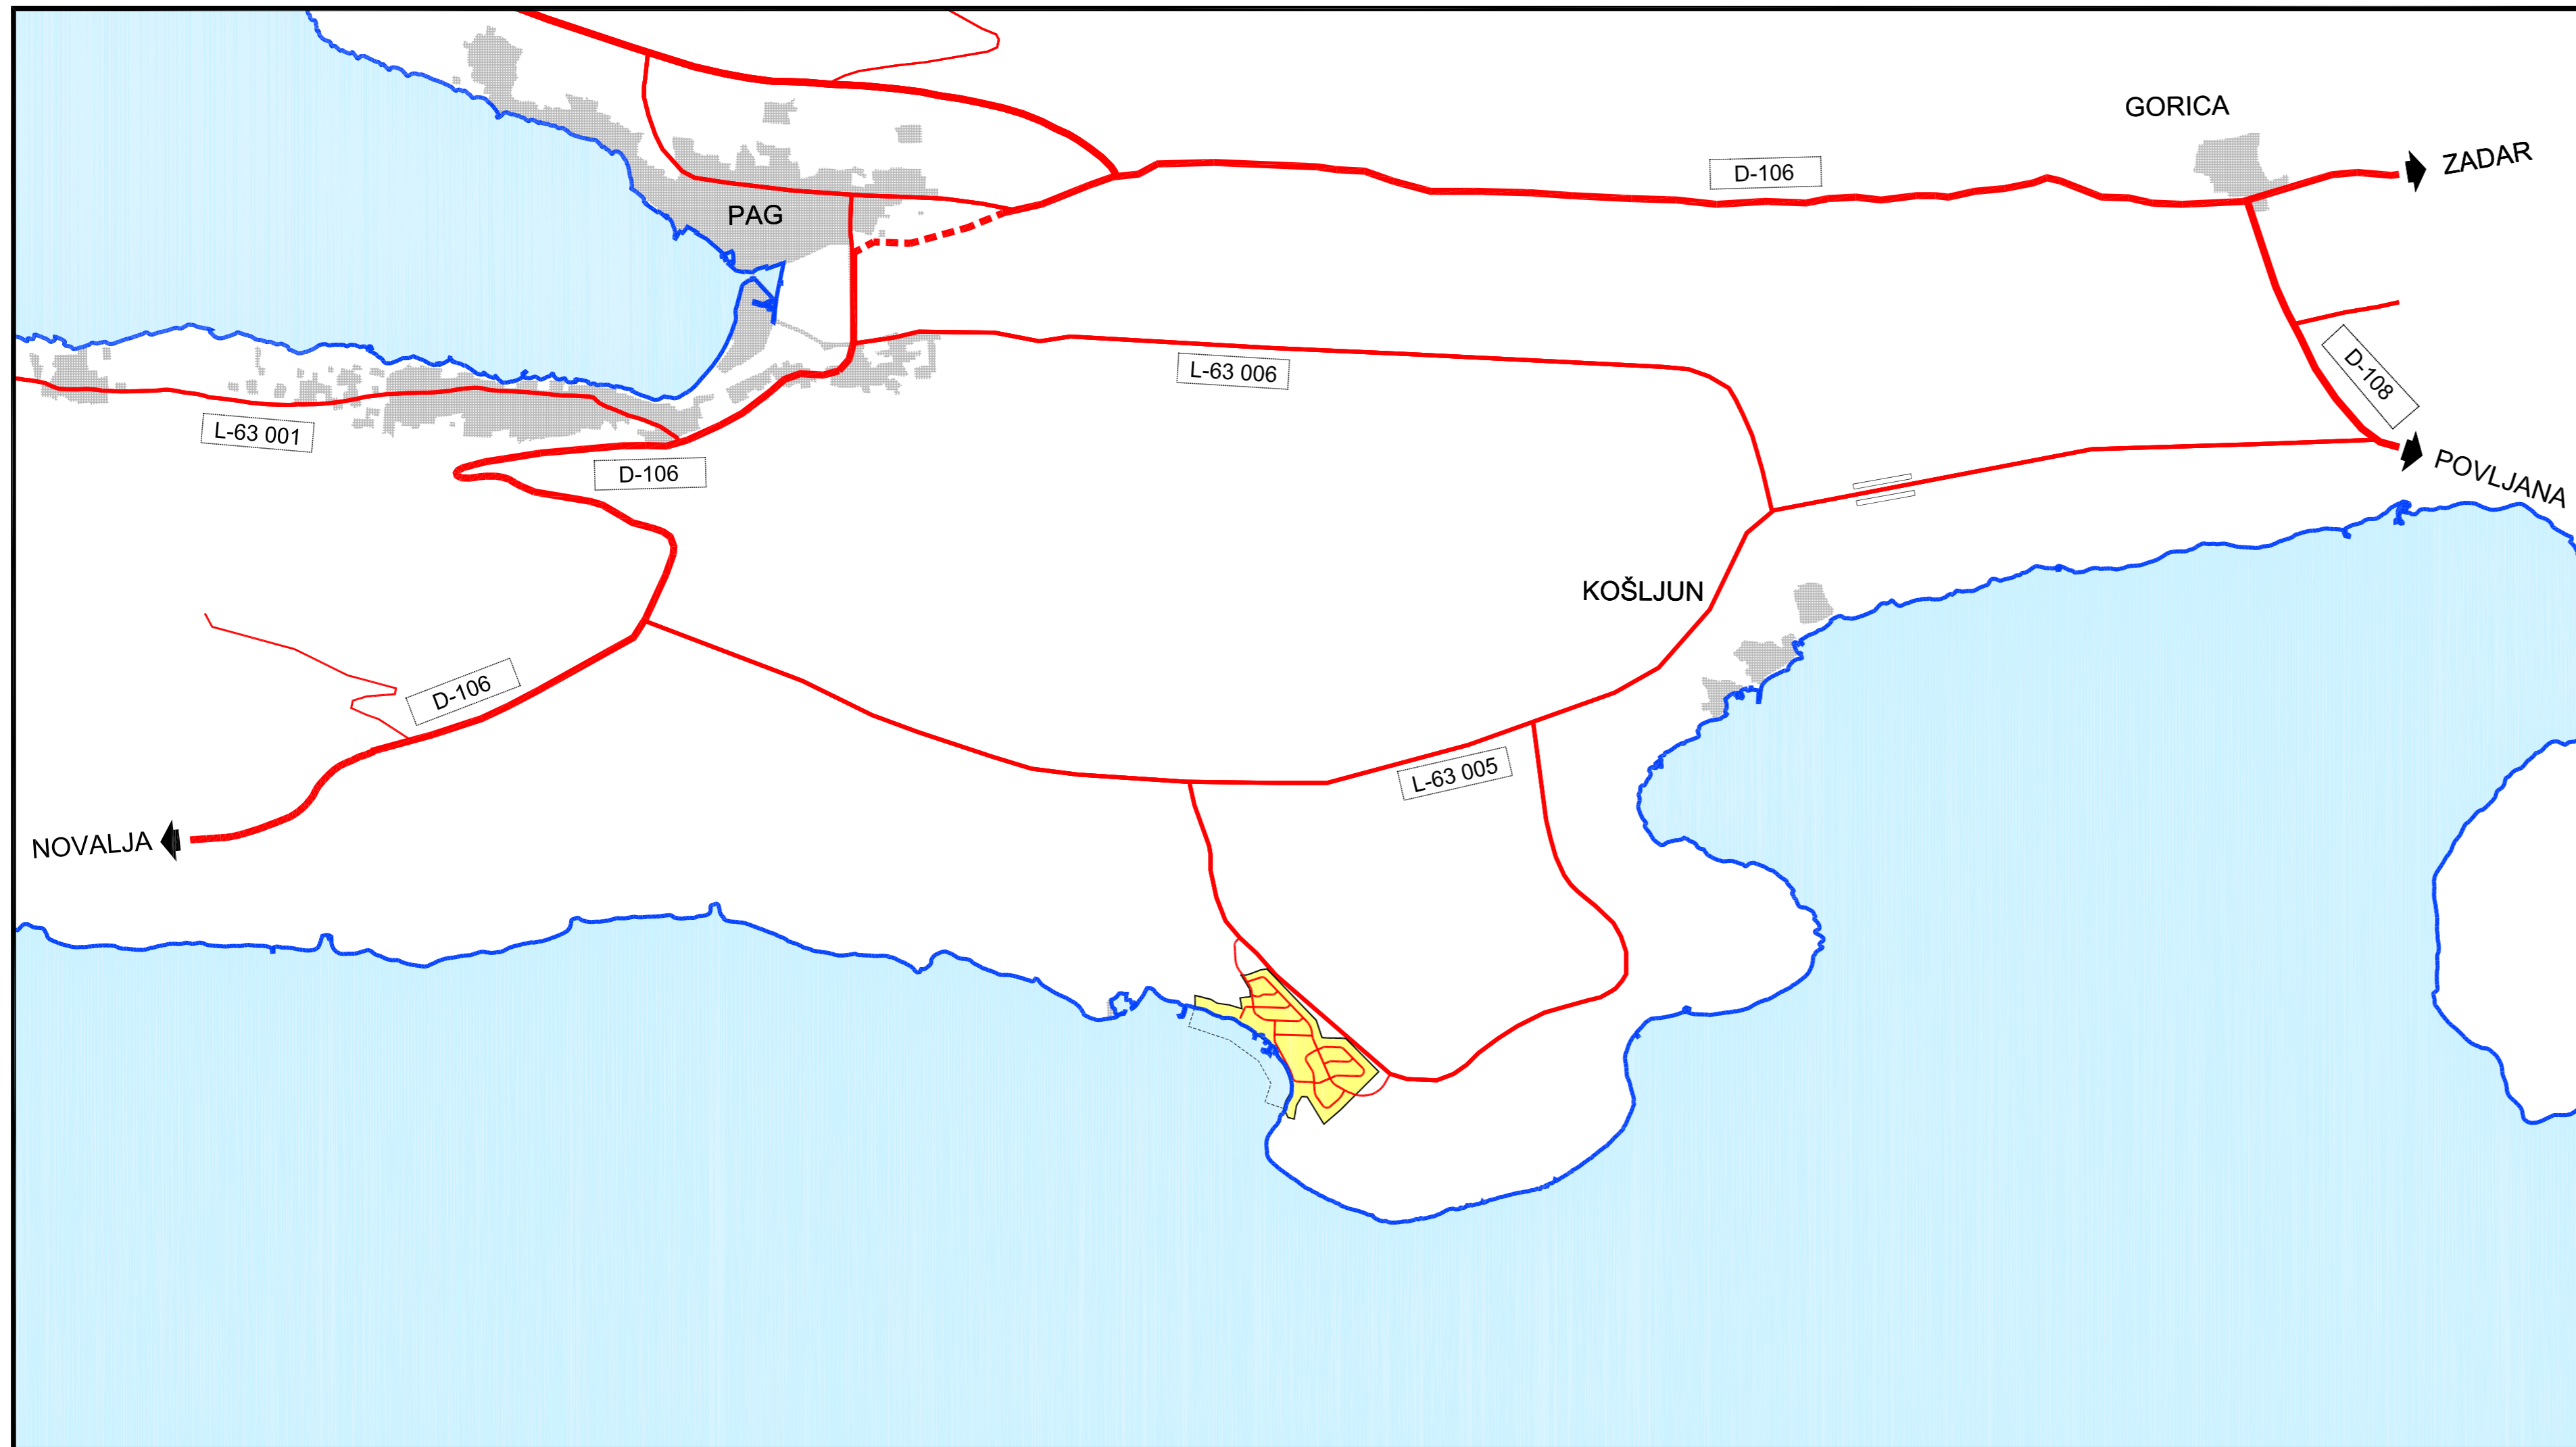 GORICA
ZADAR
D-106
PAG
L-63 006
D-108
L-63 001
D-106
POVLJANA
KOŠLJUN
D-106
L-63 005
NOVALJA